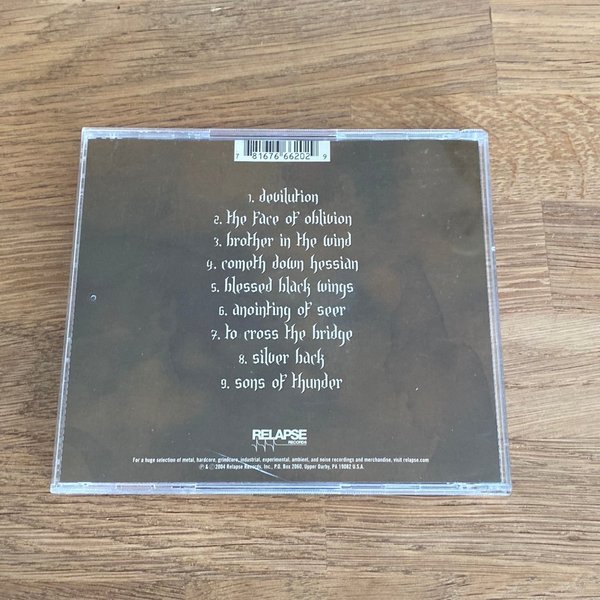 7 81676 66202 9
1. devilution
2. the face of oblivion
3. brother in the wind
4. cometh down hessian
5. blessed black wings
6. anointing of seer
7. to cross the bridge
8. silver back
9. sons of thunder
RELAPSE
RECORDS
For a huge selection of metal, hardcore, grindcore, industrial, experimental, ambient, and noise recordings and merchandise, visit relapse.com
℗ & © 2004 Relapse Records, Inc., P.O. Box 2060, Upper Darby, PA 19082 U.S.A.